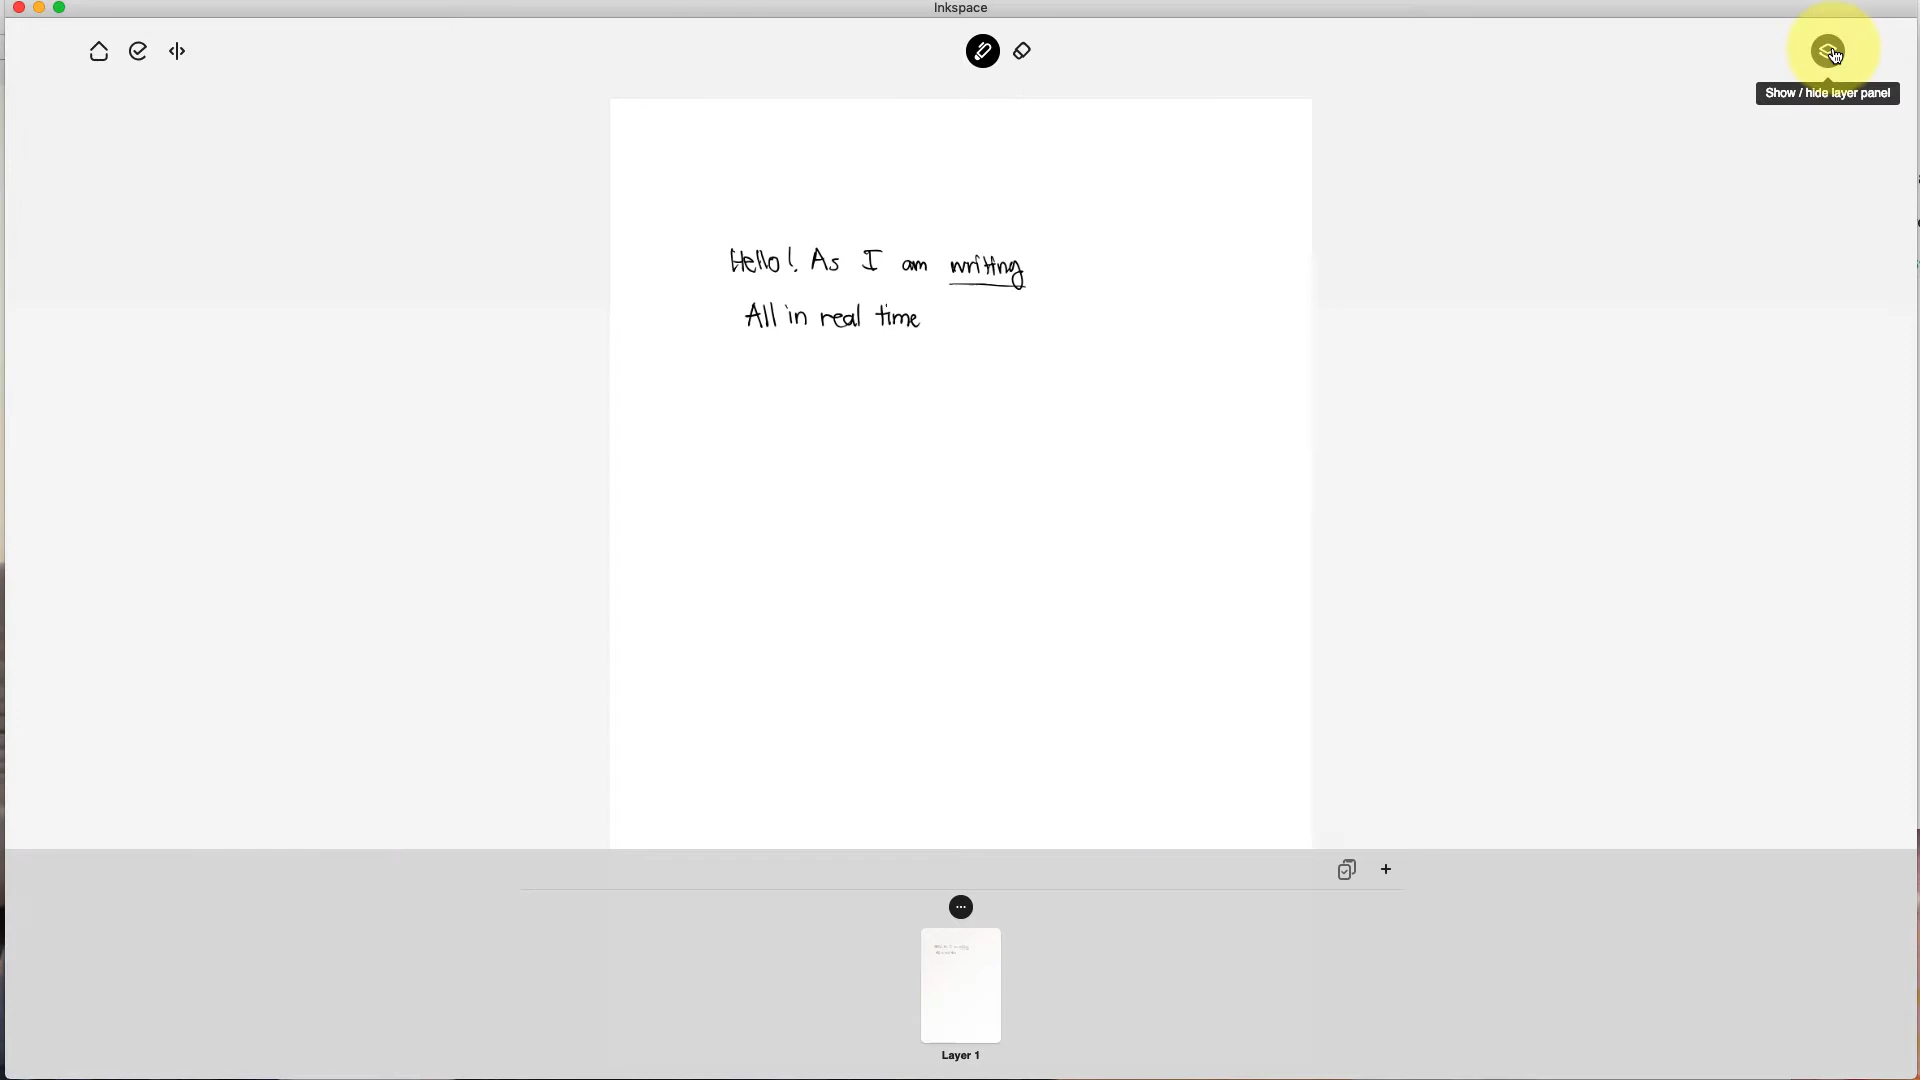 Inkspace
Show / hide layer panel
Hello! As I am writing
All in real time
Layer 1